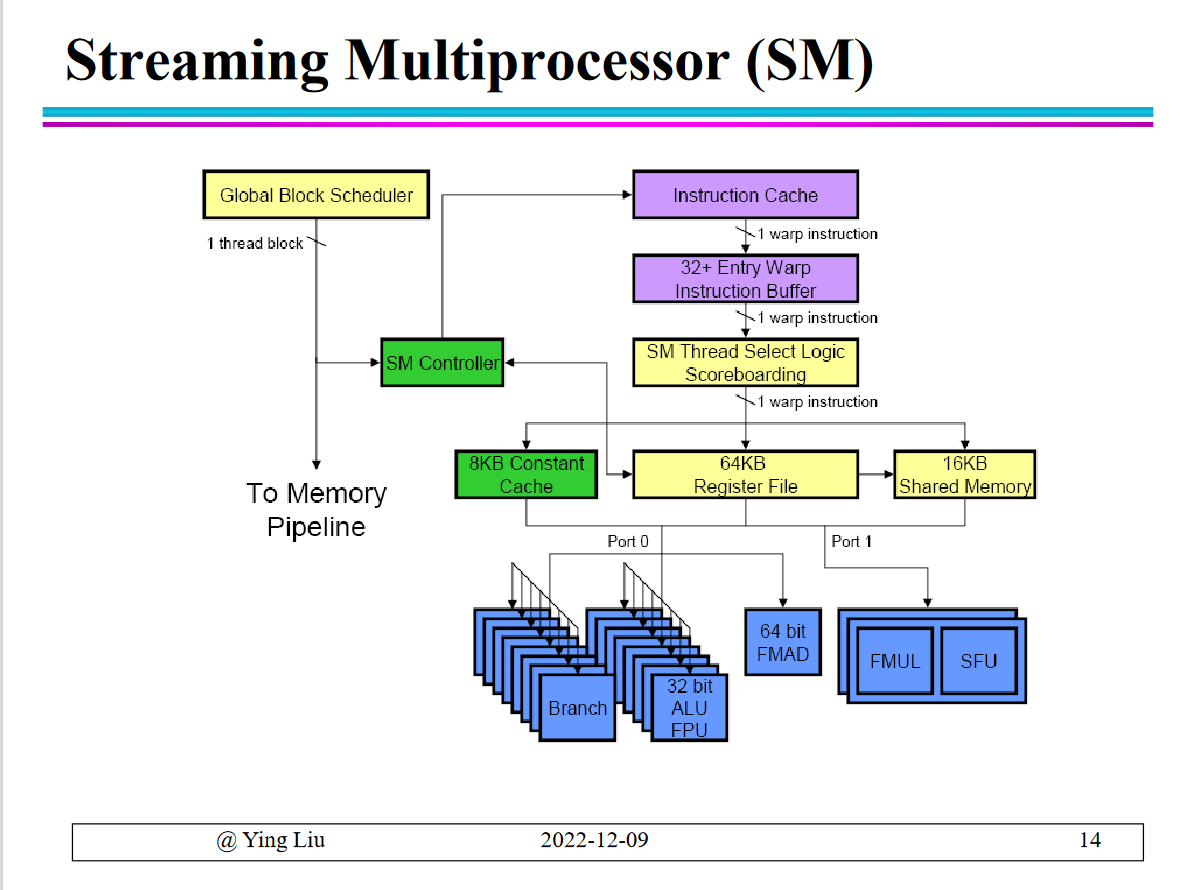 Streaming Multiprocessor (SM)
Global Block Scheduler
1 thread block
Instruction Cache
1 warp instruction
32+ Entry Warp
Instruction Buffer
1 warp instruction
SM Controller
SM Thread Select Logic
Scoreboarding
1 warp instruction
8KB Constant
Cache
64KB
Register File
16KB
Shared Memory
To Memory
Pipeline
Port 0
Port 1
Branch
32 bit
ALU
FPU
64 bit
FMAD
FMUL
SFU
@ Ying Liu
2022-12-09
14